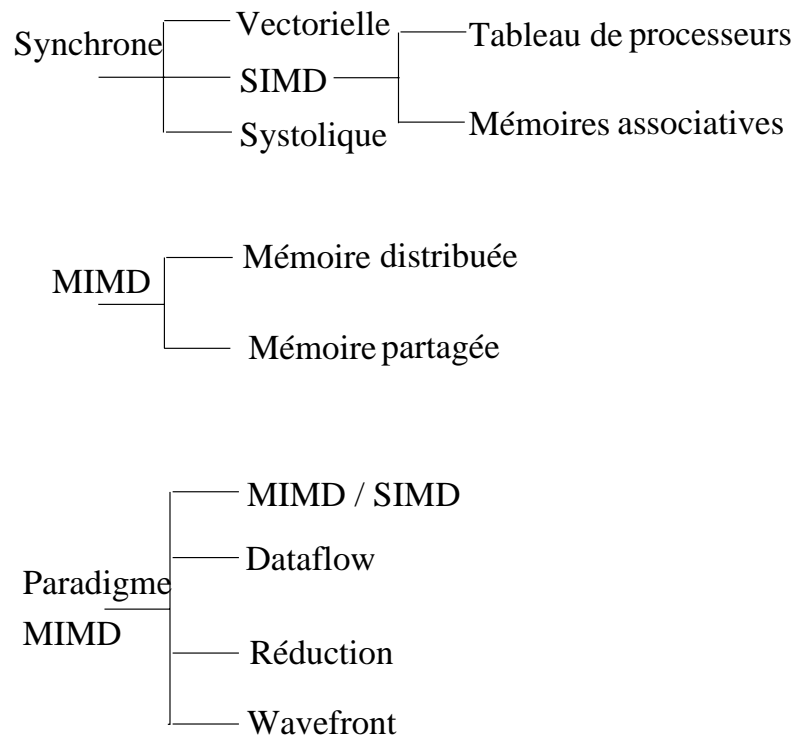 Synchrone
Vectorielle
SIMD
Systolique
Tableau de processeurs
Mémoires associatives
MIMD
Mémoire distribuée
Mémoire partagée
Paradigme
MIMD
MIMD / SIMD
Dataflow
Réduction
Wavefront